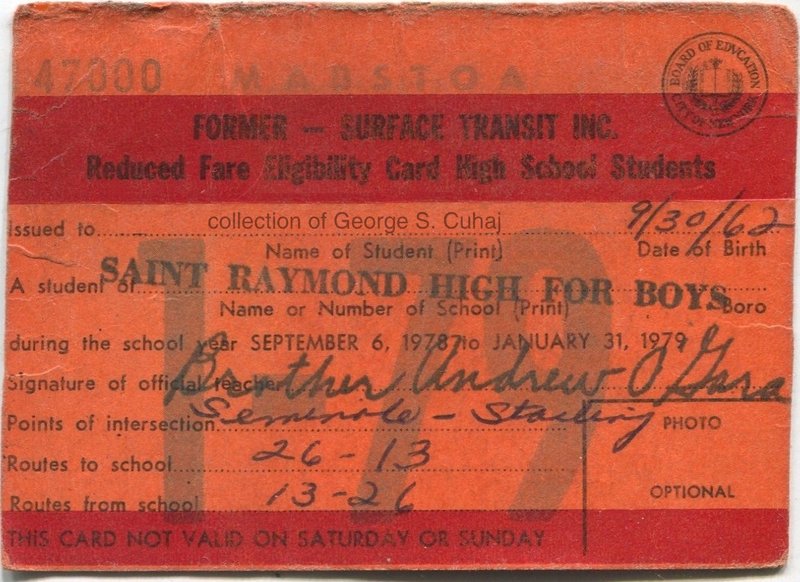 47000 MABSTOA
BOARD OF EDUCATION
CITY OF NEW YORK
FORMER — SURFACE TRANSIT INC.
Reduced Fare Eligibility Card High School Students
Issued to collection of George S. Cuhaj 9/30/62
Name of Student (Print) Date of Birth
A student of SAINT RAYMOND HIGH FOR BOYS
Name or Number of School (Print) Boro
during the school year SEPTEMBER 6, 1978 to JANUARY 31, 1979
Signature of official teacher Brother Andrew O'Gara
Points of intersection Seminole -
Routes to school 26-13
Routes from school 13-26
PHOTO
OPTIONAL
1-79
THIS CARD NOT VALID ON SATURDAY OR SUNDAY